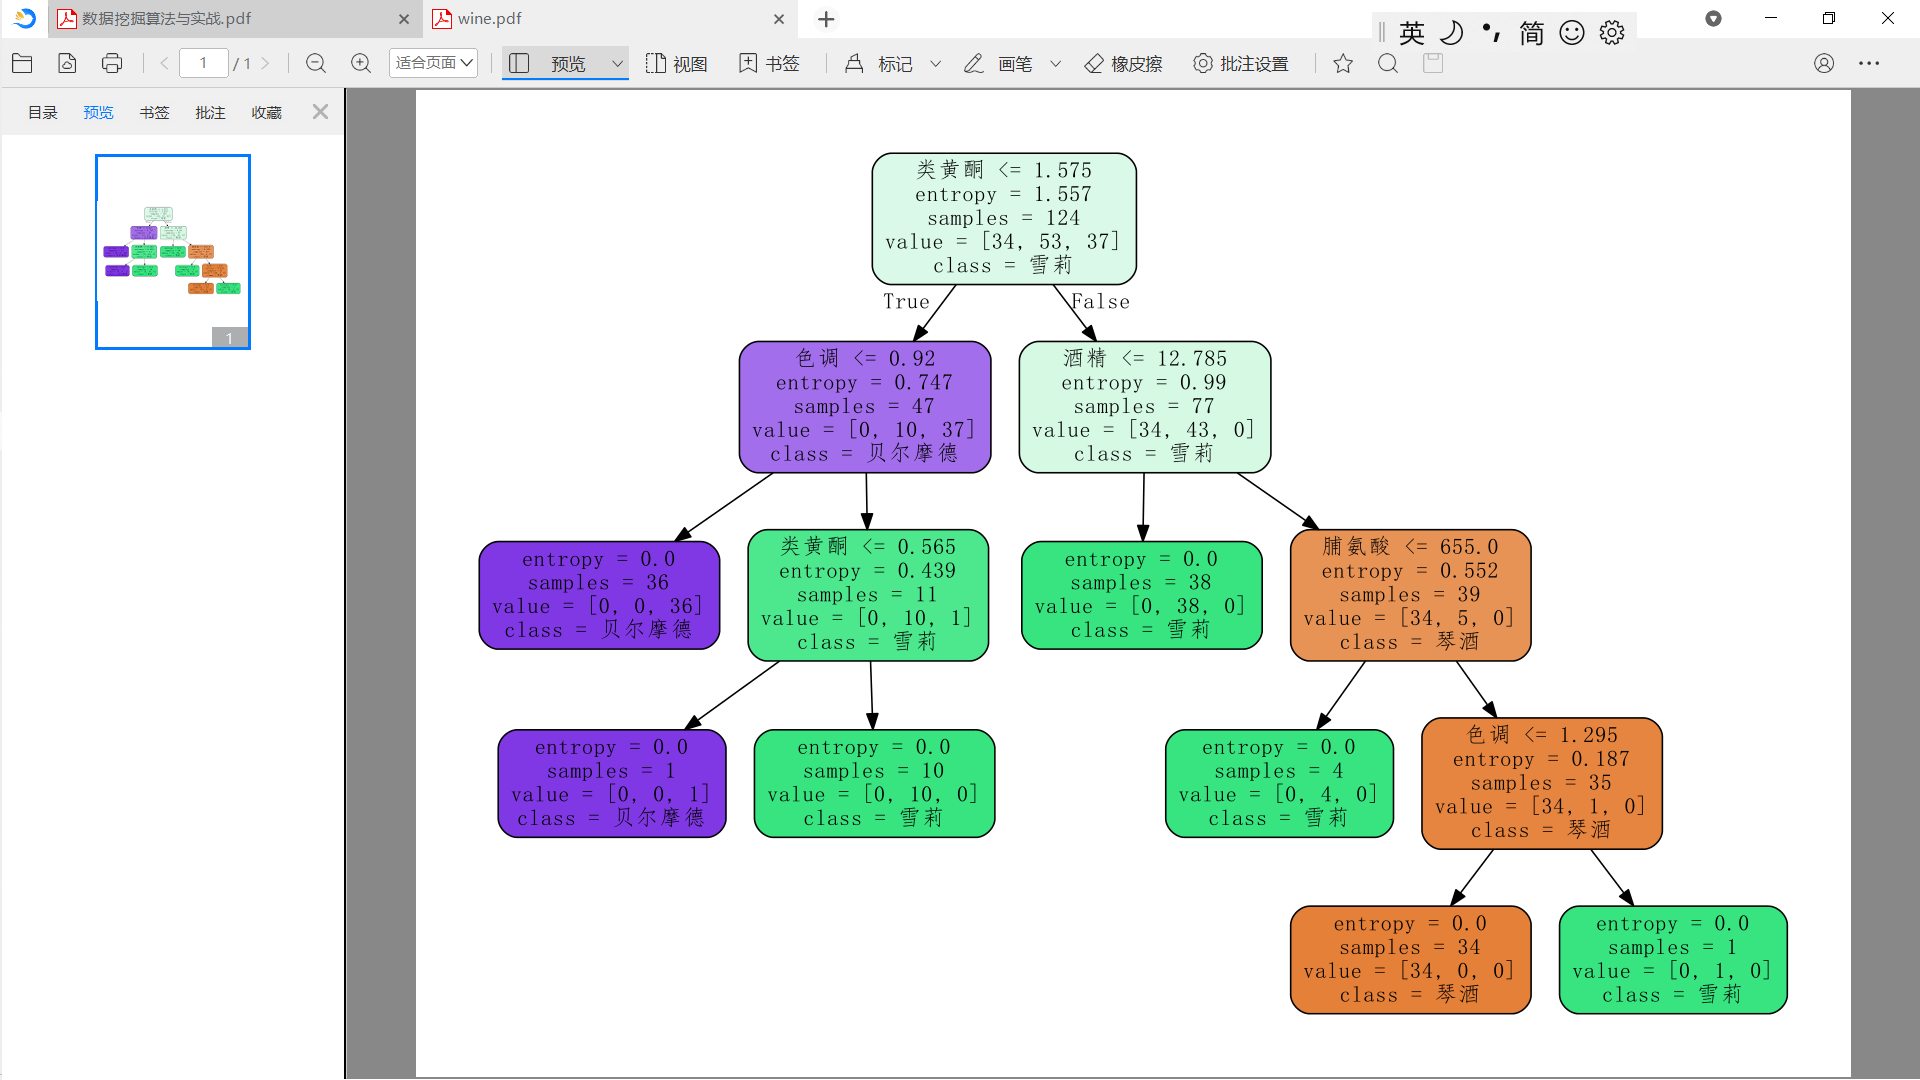 数据挖掘算法与实战.pdf
wine.pdf
英
简
1
/ 1
适合页面
预览
视图
书签
标记
画笔
橡皮擦
批注设置
目录
预览
书签
批注
收藏
1
类黄酮 <= 1.575
entropy = 1.557
samples = 124
value = [34, 53, 37]
class = 雪莉
True
False
色调 <= 0.92
entropy = 0.747
samples = 47
value = [0, 10, 37]
class = 贝尔摩德
酒精 <= 12.785
entropy = 0.99
samples = 77
value = [34, 43, 0]
class = 雪莉
entropy = 0.0
samples = 36
value = [0, 0, 36]
class = 贝尔摩德
类黄酮 <= 0.565
entropy = 0.439
samples = 11
value = [0, 10, 1]
class = 雪莉
entropy = 0.0
samples = 38
value = [0, 38, 0]
class = 雪莉
脯氨酸 <= 655.0
entropy = 0.552
samples = 39
value = [34, 5, 0]
class = 琴酒
entropy = 0.0
samples = 1
value = [0, 0, 1]
class = 贝尔摩德
entropy = 0.0
samples = 10
value = [0, 10, 0]
class = 雪莉
entropy = 0.0
samples = 4
value = [0, 4, 0]
class = 雪莉
色调 <= 1.295
entropy = 0.187
samples = 35
value = [34, 1, 0]
class = 琴酒
entropy = 0.0
samples = 34
value = [34, 0, 0]
class = 琴酒
entropy = 0.0
samples = 1
value = [0, 1, 0]
class = 雪莉